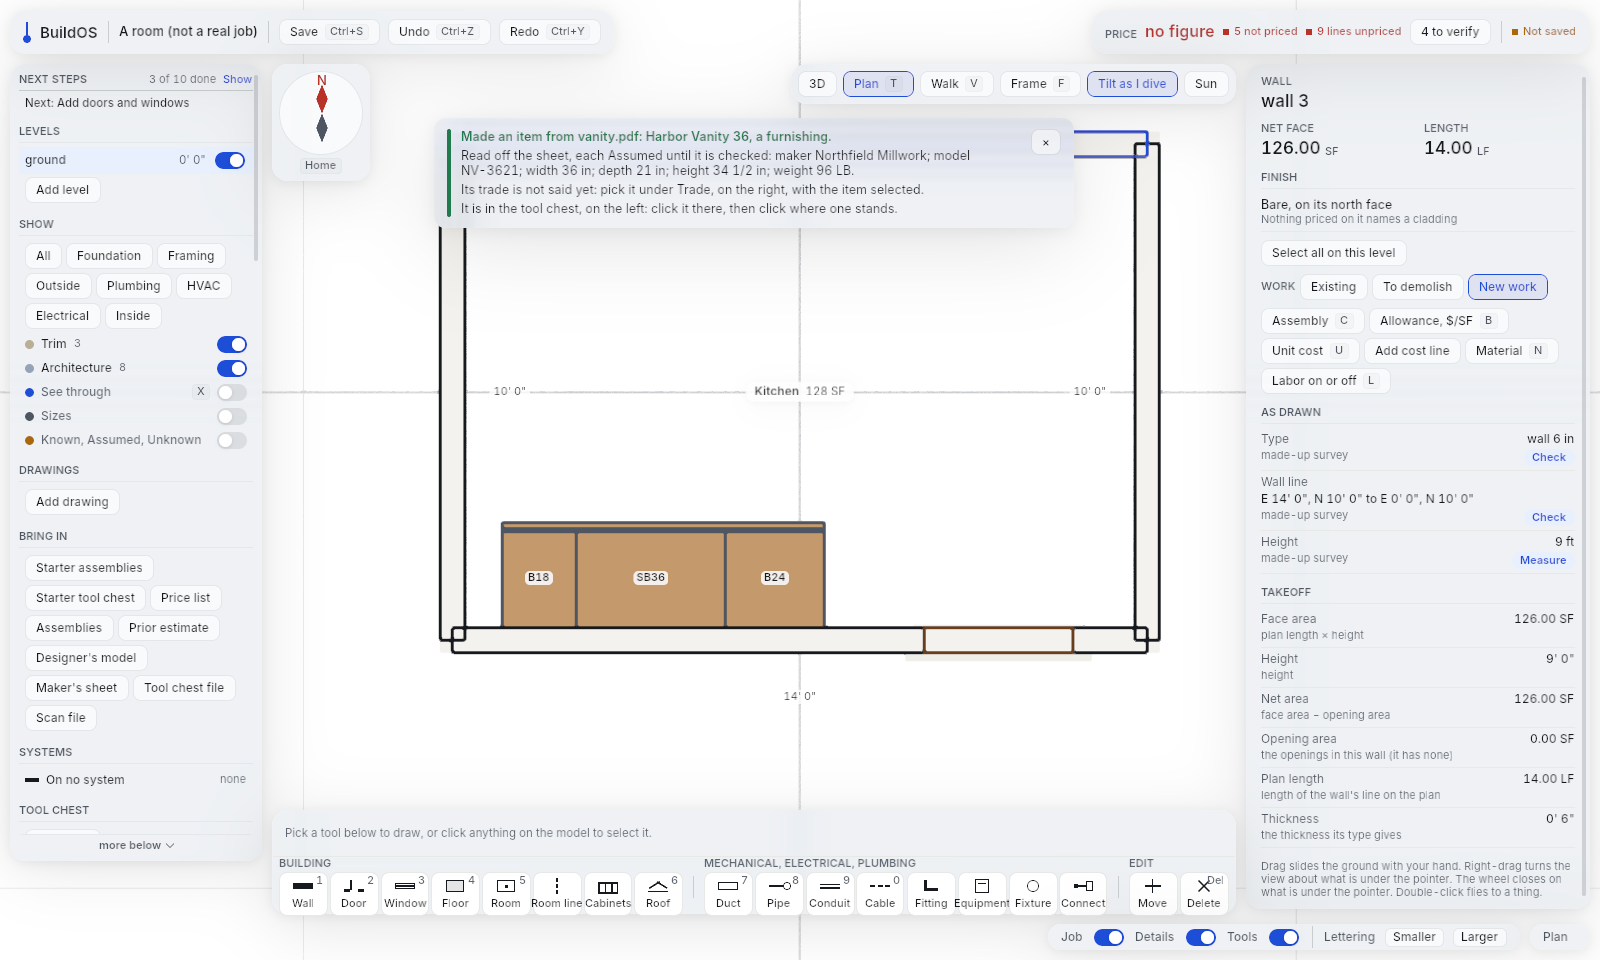 BuildOS
A room (not a real job)
Save Ctrl+S
Undo Ctrl+Z
Redo Ctrl+Y
PRICE no figure
5 not priced
9 lines unpriced
4 to verify
Not saved
NEXT STEPS 3 of 10 done Show
Next: Add doors and windows
LEVELS
ground 0' 0"
Add level
SHOW
All Foundation Framing
Outside Plumbing HVAC
Electrical Inside
Trim 3
Architecture 8
See through X
Sizes
Known, Assumed, Unknown
DRAWINGS
Add drawing
BRING IN
Starter assemblies
Starter tool chest Price list
Assemblies Prior estimate
Designer's model
Maker's sheet Tool chest file
Scan file
SYSTEMS
On no system none
TOOL CHEST
more below
N
Home
3D Plan T Walk V Frame F Tilt as I dive Sun
Made an item from vanity.pdf: Harbor Vanity 36, a furnishing.
×
Read off the sheet, each Assumed until it is checked: maker Northfield Millwork; model
NV-3621; width 36 in; depth 21 in; height 34 1/2 in; weight 96 LB.
Its trade is not said yet: pick it under Trade, on the right, with the item selected.
It is in the tool chest, on the left: click it there, then click where one stands.
10' 0" Kitchen 128 SF 10' 0"
B18 SB36 B24
14' 0"
Pick a tool below to draw, or click anything on the model to select it.
BUILDING
Wall 1
Door 2
Window 3
Floor 4
Room 5
Room line
Cabinets
Roof 6
MECHANICAL, ELECTRICAL, PLUMBING
Duct 7
Pipe 8
Conduit 9
Cable 0
Fitting
Equipment
Fixture
Connect
EDIT
Move
Delete Del
WALL
wall 3
NET FACE LENGTH
126.00 SF 14.00 LF
FINISH
Bare, on its north face
Nothing priced on it names a cladding
Select all on this level
WORK Existing To demolish New work
Assembly C Allowance, $/SF B
Unit cost U Add cost line Material N
Labor on or off L
AS DRAWN
Type wall 6 in
made-up survey Check
Wall line
E 14' 0", N 10' 0" to E 0' 0", N 10' 0"
made-up survey Check
Height 9 ft
made-up survey Measure
TAKEOFF
Face area 126.00 SF
plan length × height
Height 9' 0"
height
Net area 126.00 SF
face area − opening area
Opening area 0.00 SF
the openings in this wall (it has none)
Plan length 14.00 LF
length of the wall's line on the plan
Thickness 0' 6"
the thickness its type gives
Drag slides the ground with your hand. Right-drag turns the
view about what is under the pointer. The wheel closes on
what is under the pointer. Double-click flies to a thing.
Job Details Tools Lettering Smaller Larger Plan